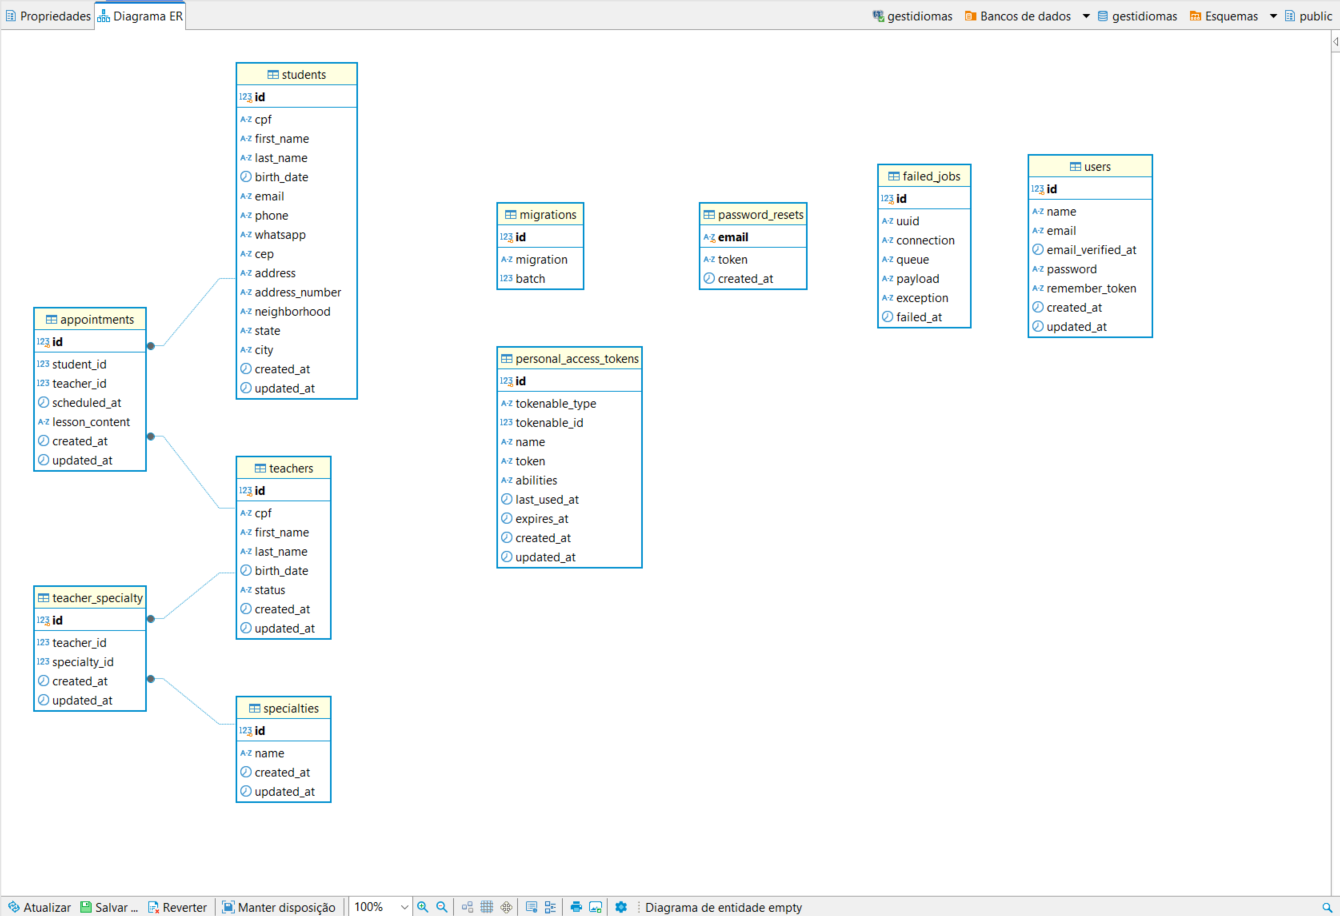 Propriedades
Diagrama ER
gestidiomas
Bancos de dados
gestidiomas
Esquemas
public
students
123 id
A-Z cpf
A-Z first_name
A-Z last_name
birth_date
A-Z email
A-Z phone
A-Z whatsapp
A-Z cep
A-Z address
A-Z address_number
A-Z neighborhood
A-Z state
A-Z city
created_at
updated_at
appointments
123 id
123 student_id
123 teacher_id
scheduled_at
A-Z lesson_content
created_at
updated_at
teachers
123 id
A-Z cpf
A-Z first_name
A-Z last_name
birth_date
A-Z status
created_at
updated_at
teacher_specialty
123 id
123 teacher_id
123 specialty_id
created_at
updated_at
specialties
123 id
A-Z name
created_at
updated_at
migrations
123 id
A-Z migration
123 batch
personal_access_tokens
123 id
A-Z tokenable_type
123 tokenable_id
A-Z name
A-Z token
A-Z abilities
last_used_at
expires_at
created_at
updated_at
password_resets
A-Z email
A-Z token
created_at
failed_jobs
123 id
A-Z uuid
A-Z connection
A-Z queue
A-Z payload
A-Z exception
failed_at
users
123 id
A-Z name
A-Z email
email_verified_at
A-Z password
A-Z remember_token
created_at
updated_at
Atualizar
Salvar ...
Reverter
Manter disposição
100%
Diagrama de entidade empty